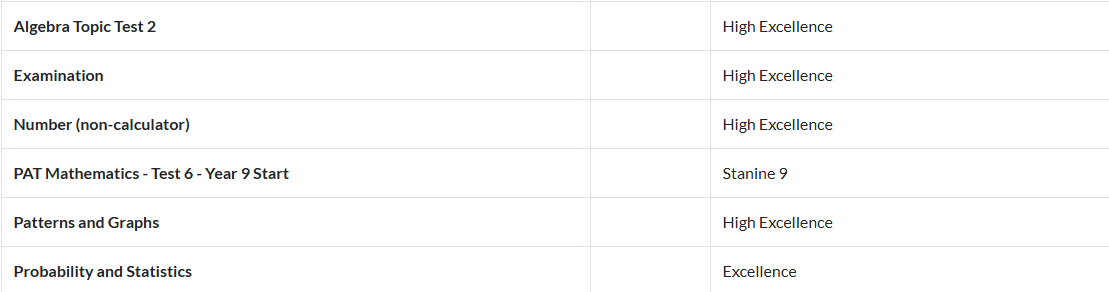 Algebra Topic Test 2 High Excellence
Examination High Excellence
Number (non-calculator) High Excellence
PAT Mathematics - Test 6 - Year 9 Start Stanine 9
Patterns and Graphs High Excellence
Probability and Statistics Excellence